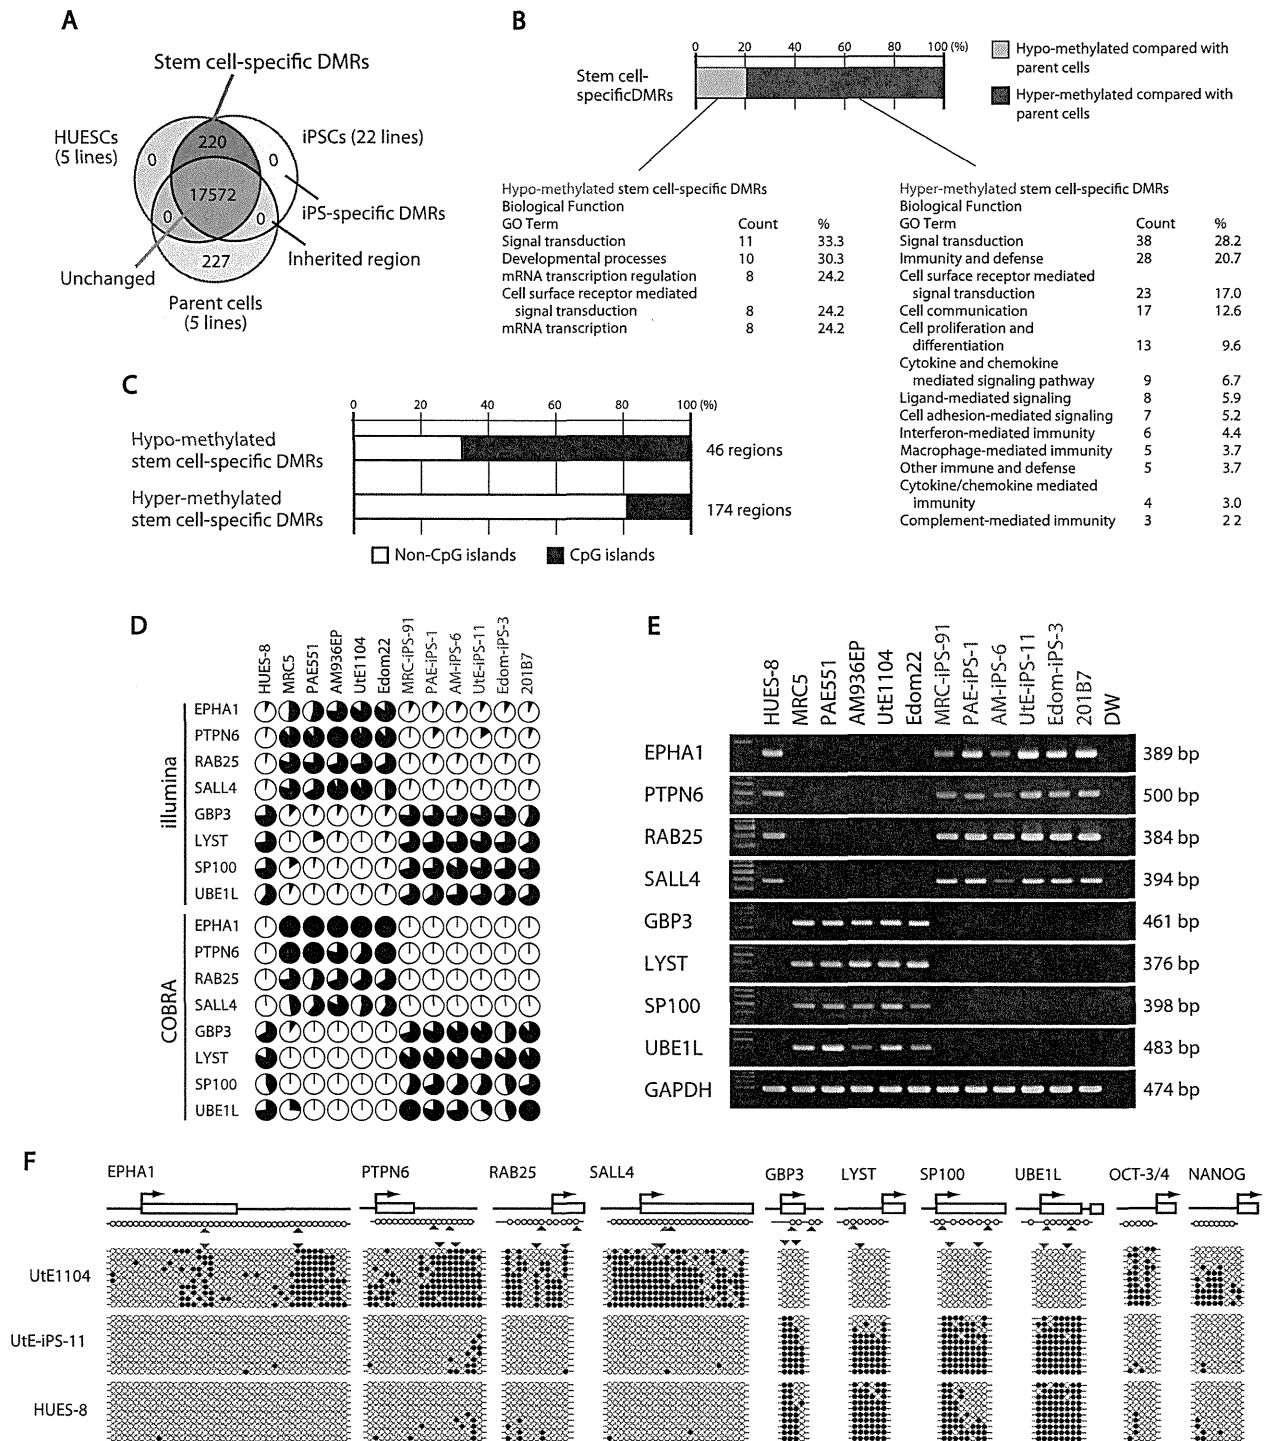 A
Stem cell-specific DMRs
HUESCs
(5 lines)
iPSCs (22 lines)
220
0
0
17572
0
0
iPS-specific DMRs
Inherited region
Unchanged
227
Parent cells
(5 lines)
B
0 20 40 60 80 100 (%)
Stem cell-
specificDMRs
Hypo-methylated compared with
parent cells
Hyper-methylated compared with
parent cells
Hypo-methylated stem cell-specific DMRs
Biological Function
GO Term Count %
Signal transduction 11 33.3
Developmental processes 10 30.3
mRNA transcription regulation 8 24.2
Cell surface receptor mediated
signal transduction 8 24.2
mRNA transcription 8 24.2
Hyper-methylated stem cell-specific DMRs
Biological Function
GO Term Count %
Signal transduction 38 28.2
Immunity and defense 28 20.7
Cell surface receptor mediated
signal transduction 23 17.0
Cell communication 17 12.6
Cell proliferation and
differentiation 13 9.6
Cytokine and chemokine
mediated signaling pathway 9 6.7
Ligand-mediated signaling 8 5.9
Cell adhesion-mediated signaling 7 5.2
Interferon-mediated immunity 6 4.4
Macrophage-mediated immunity 5 3.7
Other immune and defense 5 3.7
Cytokine/chemokine mediated
immunity 4 3.0
Complement-mediated immunity 3 2 2
C
0 20 40 60 80 100 (%)
Hypo-methylated
stem cell-specific DMRs
46 regions
Hyper-methylated
stem cell-specific DMRs
174 regions
Non-CpG islands CpG islands
D
HUES-8 MRC5 PAE551 AM936EP UtE1104 Edom22 MRC-iPS-91 PAE-iPS-1 AM-iPS-6 UtE-iPS-11 Edom-iPS-3 201B7
illumina
EPHA1
PTPN6
RAB25
SALL4
GBP3
LYST
SP100
UBE1L
COBRA
EPHA1
PTPN6
RAB25
SALL4
GBP3
LYST
SP100
UBE1L
E
HUES-8 MRC5 PAE551 AM936EP UtE1104 Edom22 MRC-iPS-91 PAE-iPS-1 AM-iPS-6 UtE-iPS-11 Edom-iPS-3 201B7 DW
EPHA1 389 bp
PTPN6 500 bp
RAB25 384 bp
SALL4 394 bp
GBP3 461 bp
LYST 376 bp
SP100 398 bp
UBE1L 483 bp
GAPDH 474 bp
F
EPHA1 PTPN6 RAB25 SALL4 GBP3 LYST SP100 UBE1L OCT-3/4 NANOG
UtE1104
UtE-iPS-11
HUES-8